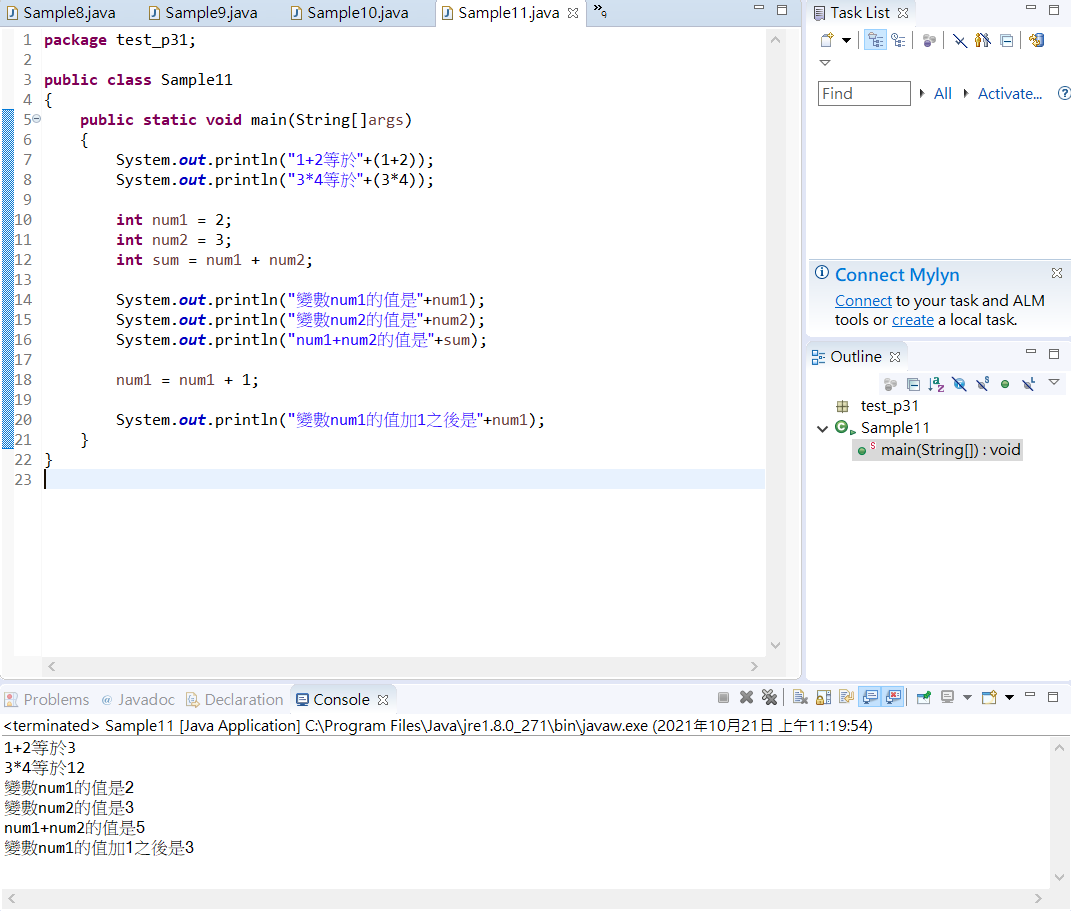 Sample8.java Sample9.java Sample10.java Sample11.java »9
1 package test_p31;
2
3 public class Sample11
4 {
5 public static void main(String[]args)
6 {
7 System.out.println("1+2等於"+(1+2));
8 System.out.println("3*4等於"+(3*4));
9
10 int num1 = 2;
11 int num2 = 3;
12 int sum = num1 + num2;
13
14 System.out.println("變數num1的值是"+num1);
15 System.out.println("變數num2的值是"+num2);
16 System.out.println("num1+num2的值是"+sum);
17
18 num1 = num1 + 1;
19
20 System.out.println("變數num1的值加1之後是"+num1);
21 }
22 }
23
Task List
Find All Activate...
Connect Mylyn
Connect to your task and ALM
tools or create a local task.
Outline
test_p31
Sample11
main(String[]) : void
Problems @ Javadoc Declaration Console
<terminated> Sample11 [Java Application] C:\Program Files\Java\jre1.8.0_271\bin\javaw.exe (2021年10月21日 上午11:19:54)
1+2等於3
3*4等於12
變數num1的值是2
變數num2的值是3
num1+num2的值是5
變數num1的值加1之後是3